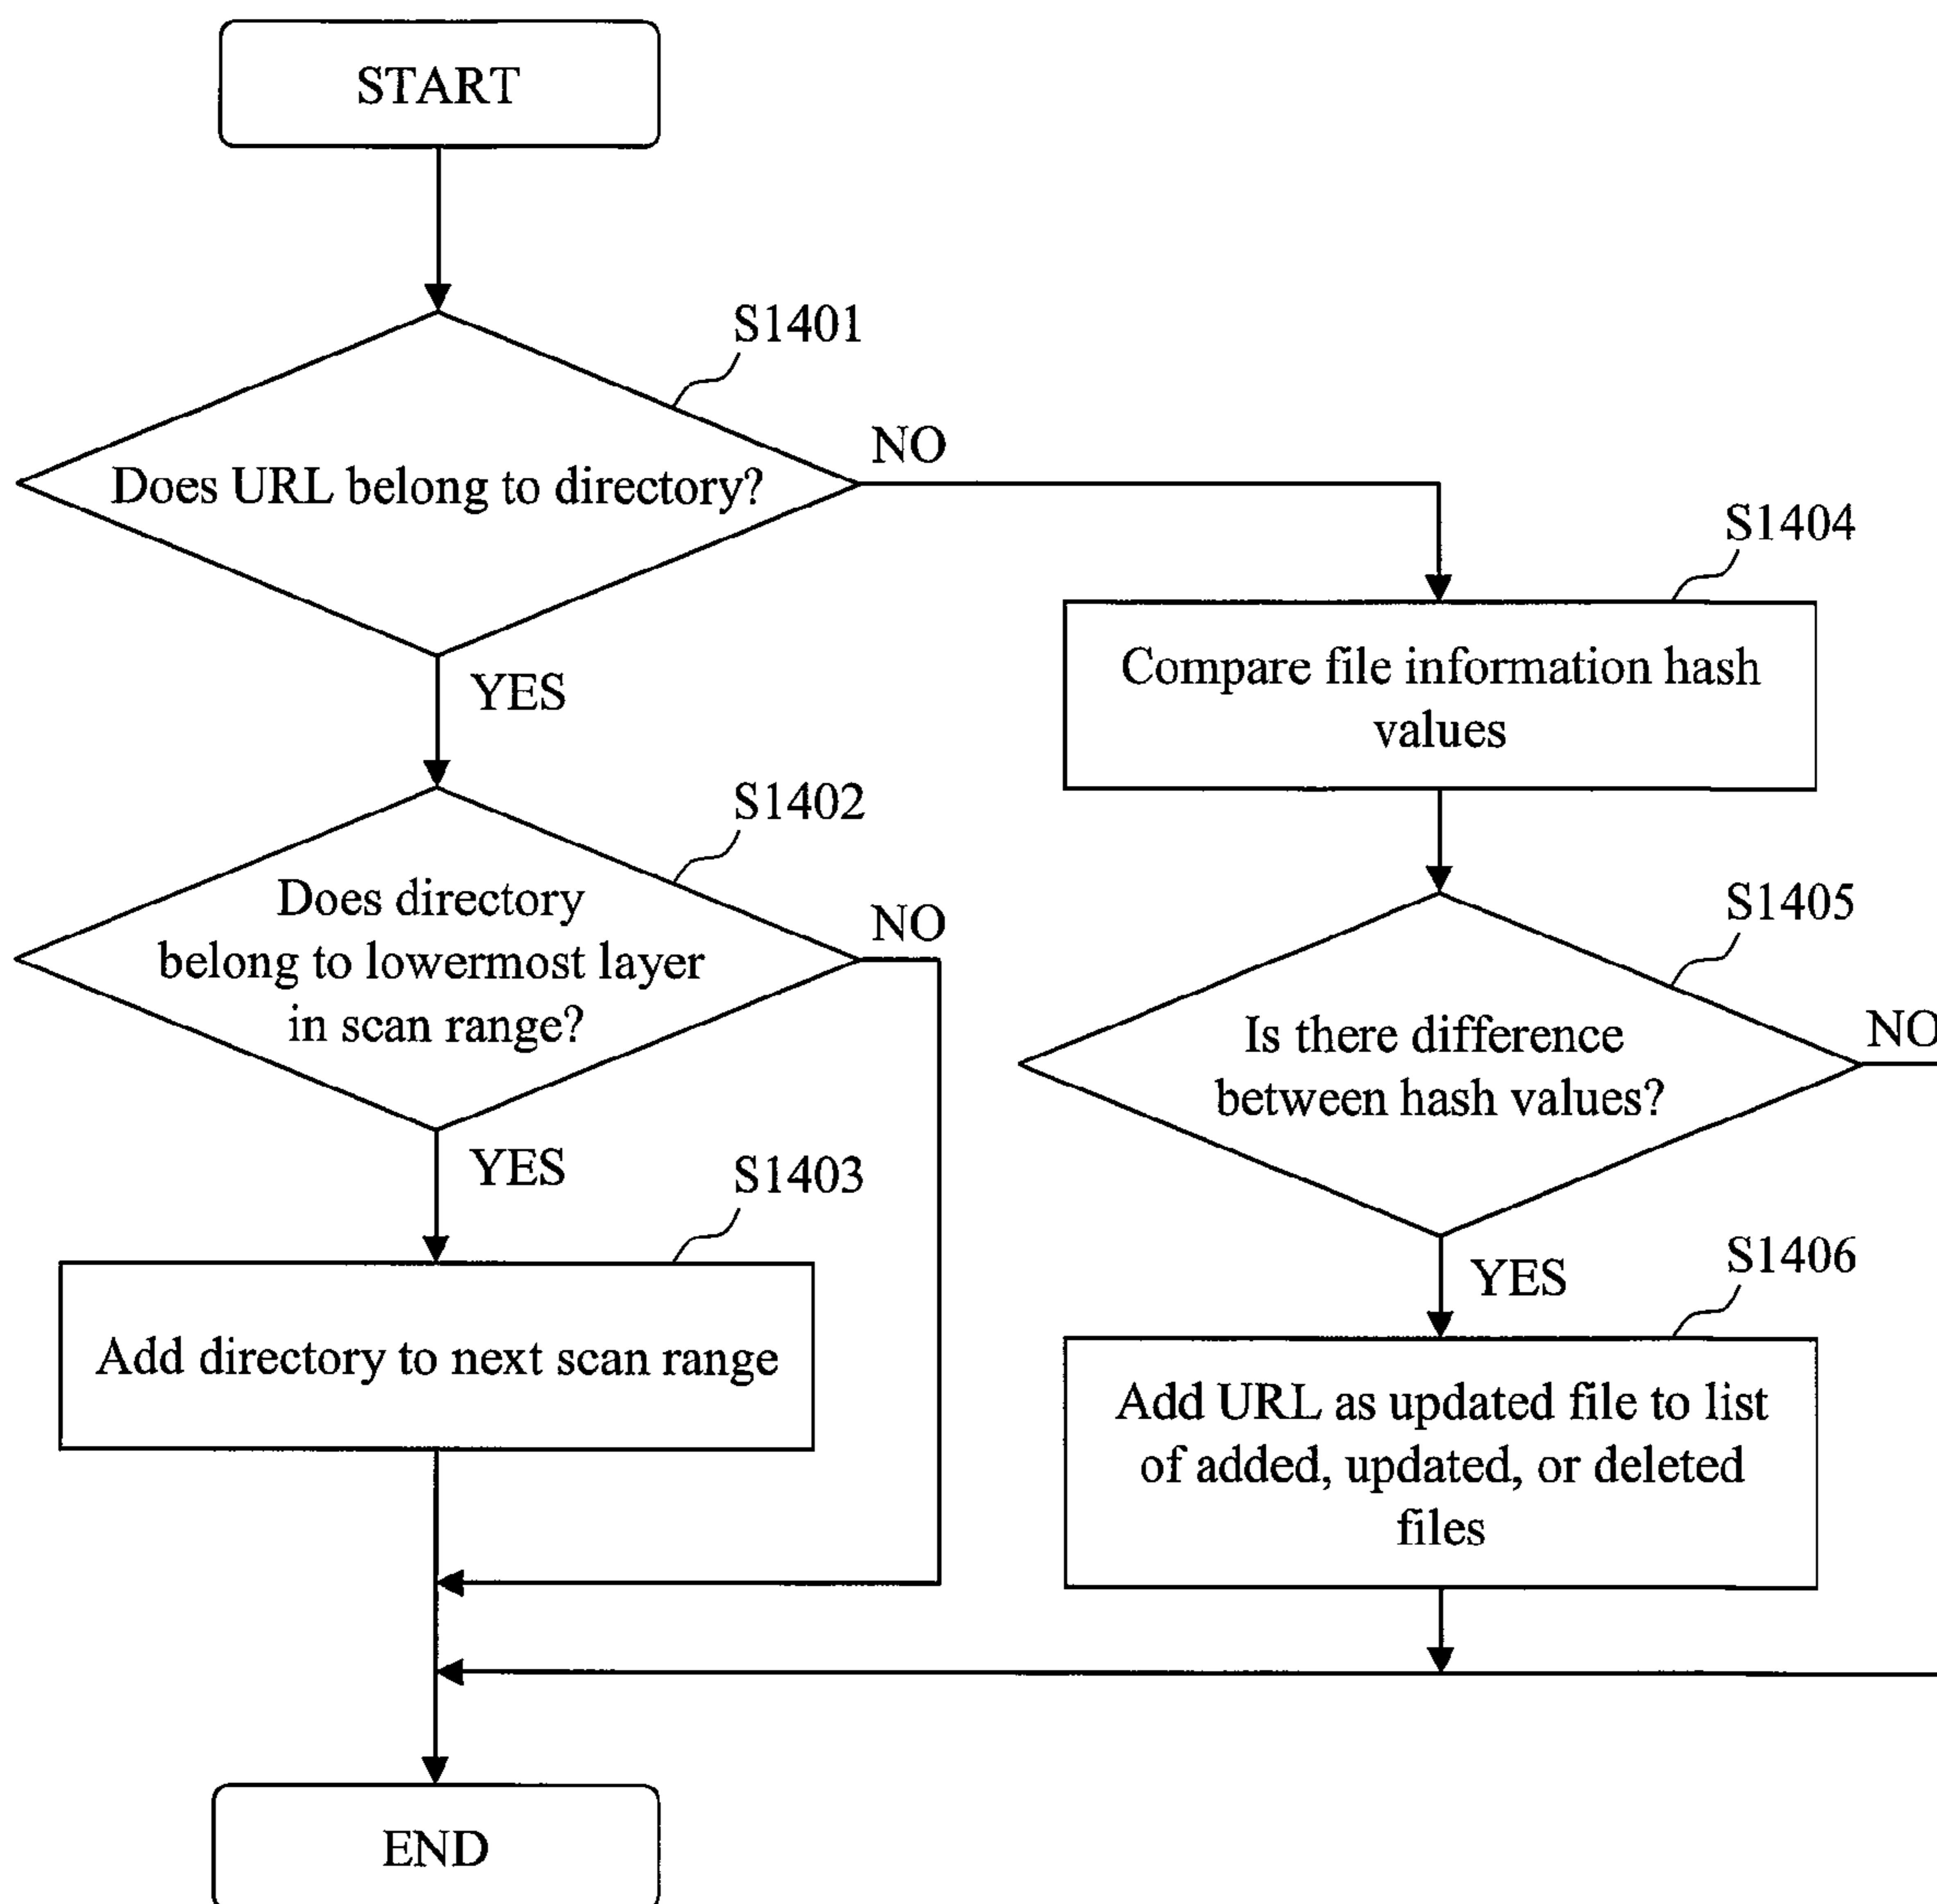 START
S1401
Does URL belong to directory?
NO
YES
S1402
Does directory
belong to lowermost layer
in scan range?
NO
YES
S1403
Add directory to next scan range
S1404
Compare file information hash
values
S1405
Is there difference
between hash values?
NO
YES
S1406
Add URL as updated file to list
of added, updated, or deleted
files
END